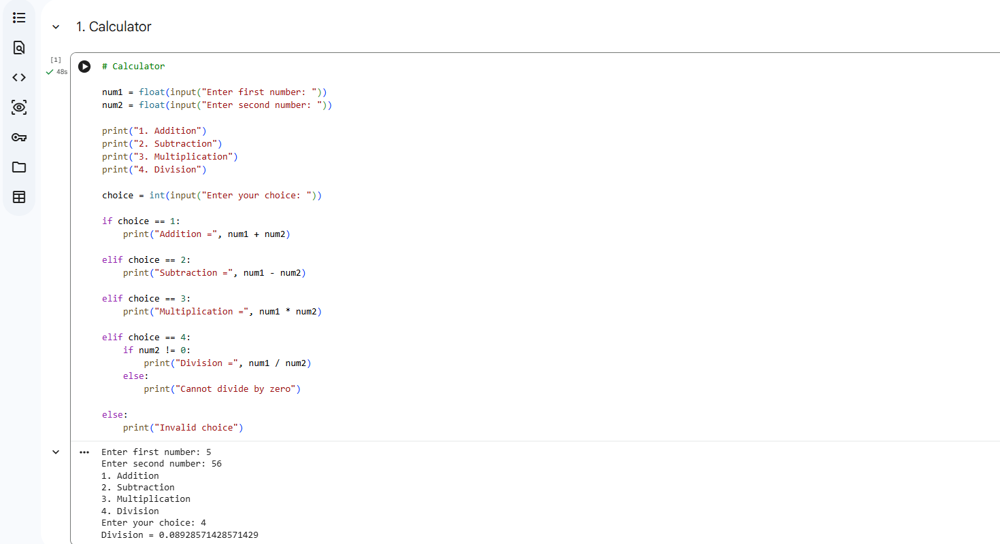 1. Calculator
[1]
48s
# Calculator
num1 = float(input("Enter first number: "))
num2 = float(input("Enter second number: "))
print("1. Addition")
print("2. Subtraction")
print("3. Multiplication")
print("4. Division")
choice = int(input("Enter your choice: "))
if choice == 1:
    print("Addition =", num1 + num2)
elif choice == 2:
    print("Subtraction =", num1 - num2)
elif choice == 3:
    print("Multiplication =", num1 * num2)
elif choice == 4:
    if num2 != 0:
        print("Division =", num1 / num2)
    else:
        print("Cannot divide by zero")
else:
    print("Invalid choice")
Enter first number: 5
Enter second number: 56
1. Addition
2. Subtraction
3. Multiplication
4. Division
Enter your choice: 4
Division = 0.08928571428571429